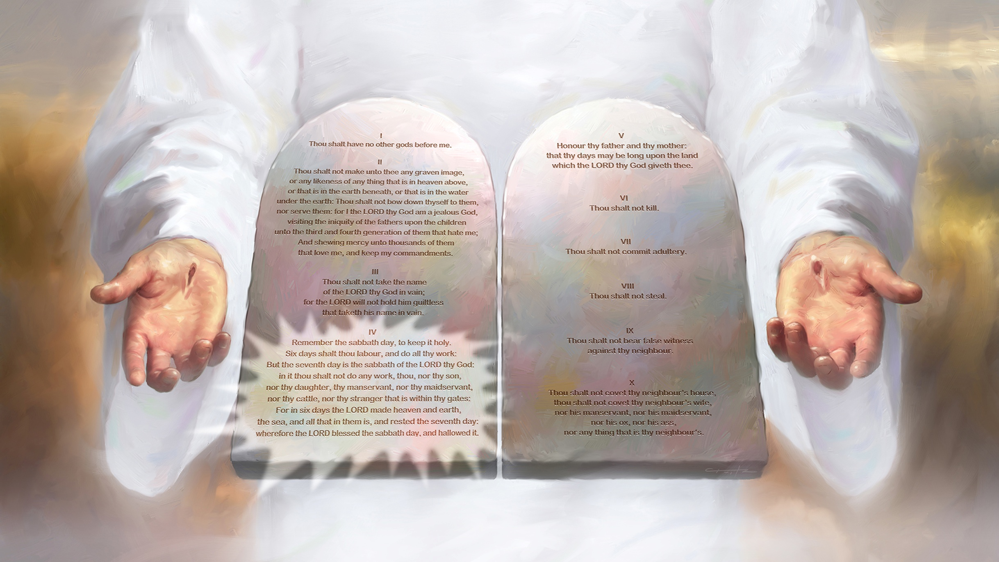 I
Thou shalt have no other gods before me.
II
Thou shalt not make unto thee any graven image,
or any likeness of any thing that is in heaven above,
or that is in the earth beneath, or that is in the water
under the earth: Thou shalt not bow down thyself to them,
nor serve them: for I the LORD thy God am a jealous God,
visiting the iniquity of the fathers upon the children
unto the third and fourth generation of them that hate me;
And shewing mercy unto thousands of them
that love me, and keep my commandments.
III
Thou shalt not take the name
of the LORD thy God in vain;
for the LORD will not hold him guiltless
that taketh his name in vain.
IV
Remember the sabbath day, to keep it holy.
Six days shalt thou labour, and do all thy work:
But the seventh day is the sabbath of the LORD thy God:
in it thou shalt not do any work, thou, nor thy son,
nor thy daughter, thy manservant, nor thy maidservant,
nor thy cattle, nor thy stranger that is within thy gates:
For in six days the LORD made heaven and earth,
the sea, and all that in them is, and rested the seventh day:
wherefore the LORD blessed the sabbath day, and hallowed it.
V
Honour thy father and thy mother:
that thy days may be long upon the land
which the LORD thy God giveth thee.
VI
Thou shalt not kill.
VII
Thou shalt not commit adultery.
VIII
Thou shalt not steal.
IX
Thou shalt not bear false witness
against thy neighbour.
X
Thou shalt not covet thy neighbour's house,
thou shalt not covet thy neighbour's wife,
nor his manservant, nor his maidservant,
nor his ox, nor his ass,
nor any thing that is thy neighbour's.